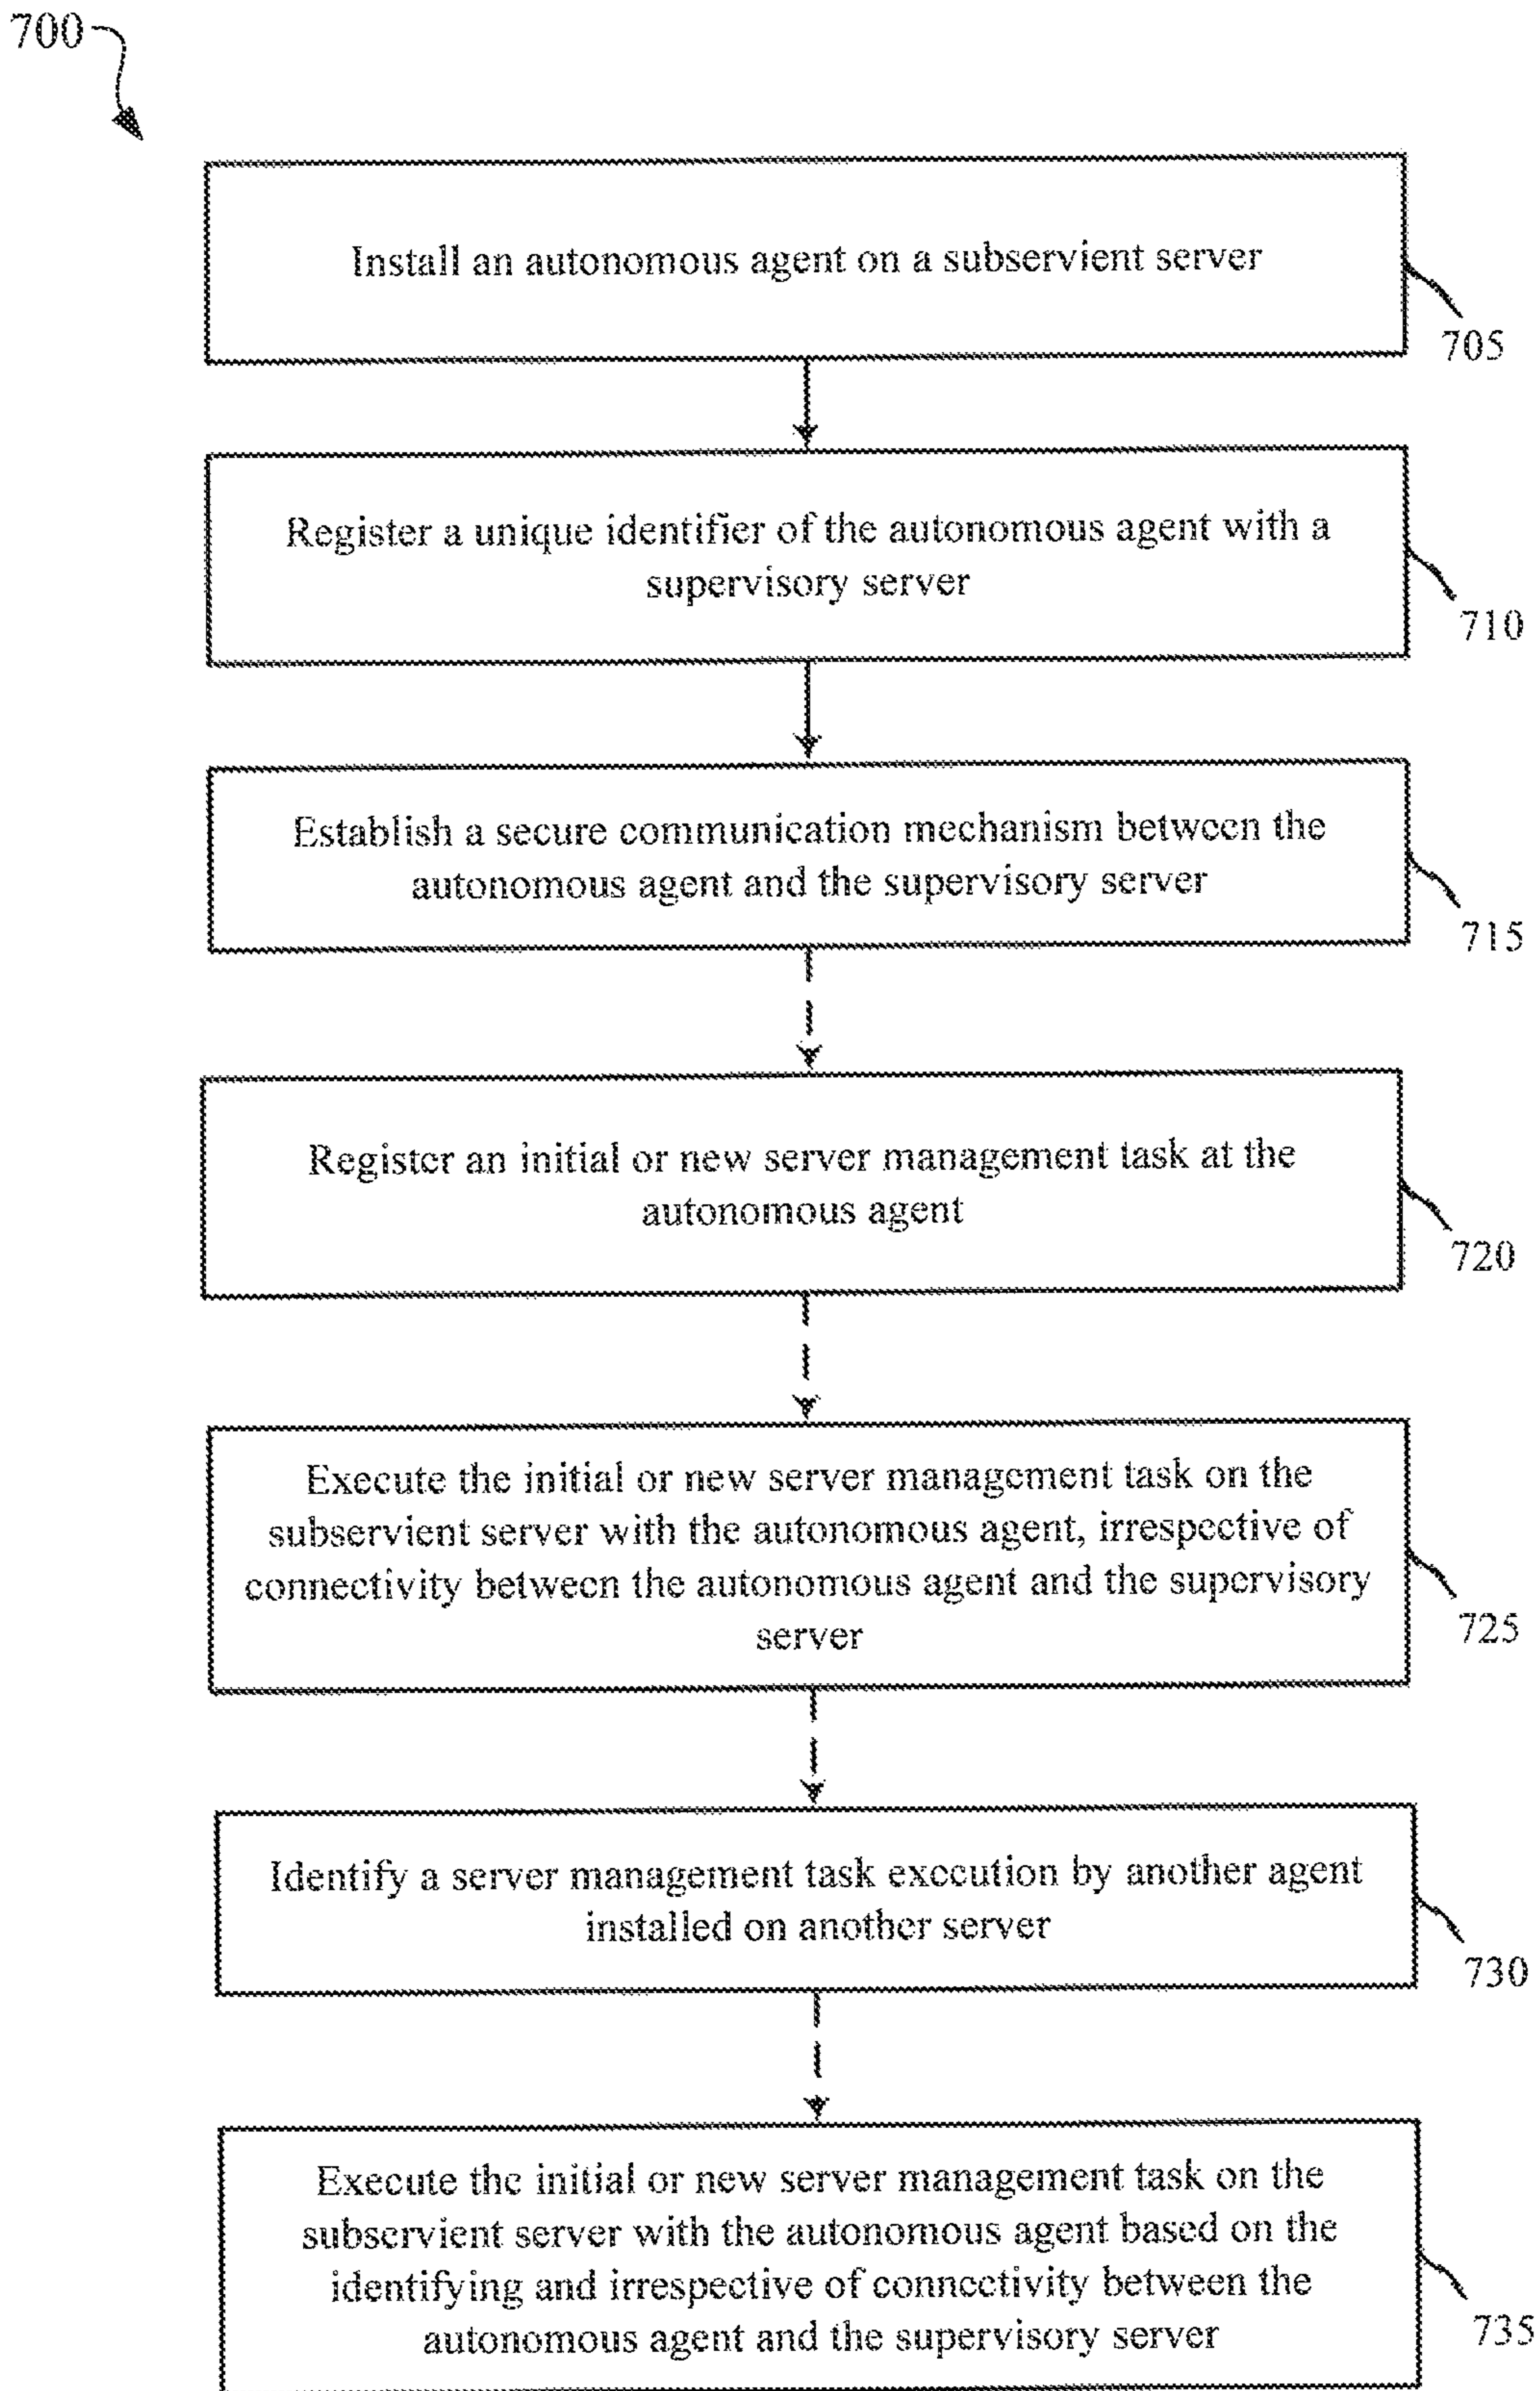 700
Install an autonomous agent on a subservient server
705
Register a unique identifier of the autonomous agent with a
supervisory server
710
Establish a secure communication mechanism between the
autonomous agent and the supervisory server
715
Register an initial or new server management task at the
autonomous agent
720
Execute the initial or new server management task on the
subservient server with the autonomous agent, irrespective of
connectivity between the autonomous agent and the supervisory
server
725
Identify a server management task execution by another agent
installed on another server
730
Execute the initial or new server management task on the
subservient server with the autonomous agent based on the
identifying and irrespective of connectivity between the
autonomous agent and the supervisory server
735